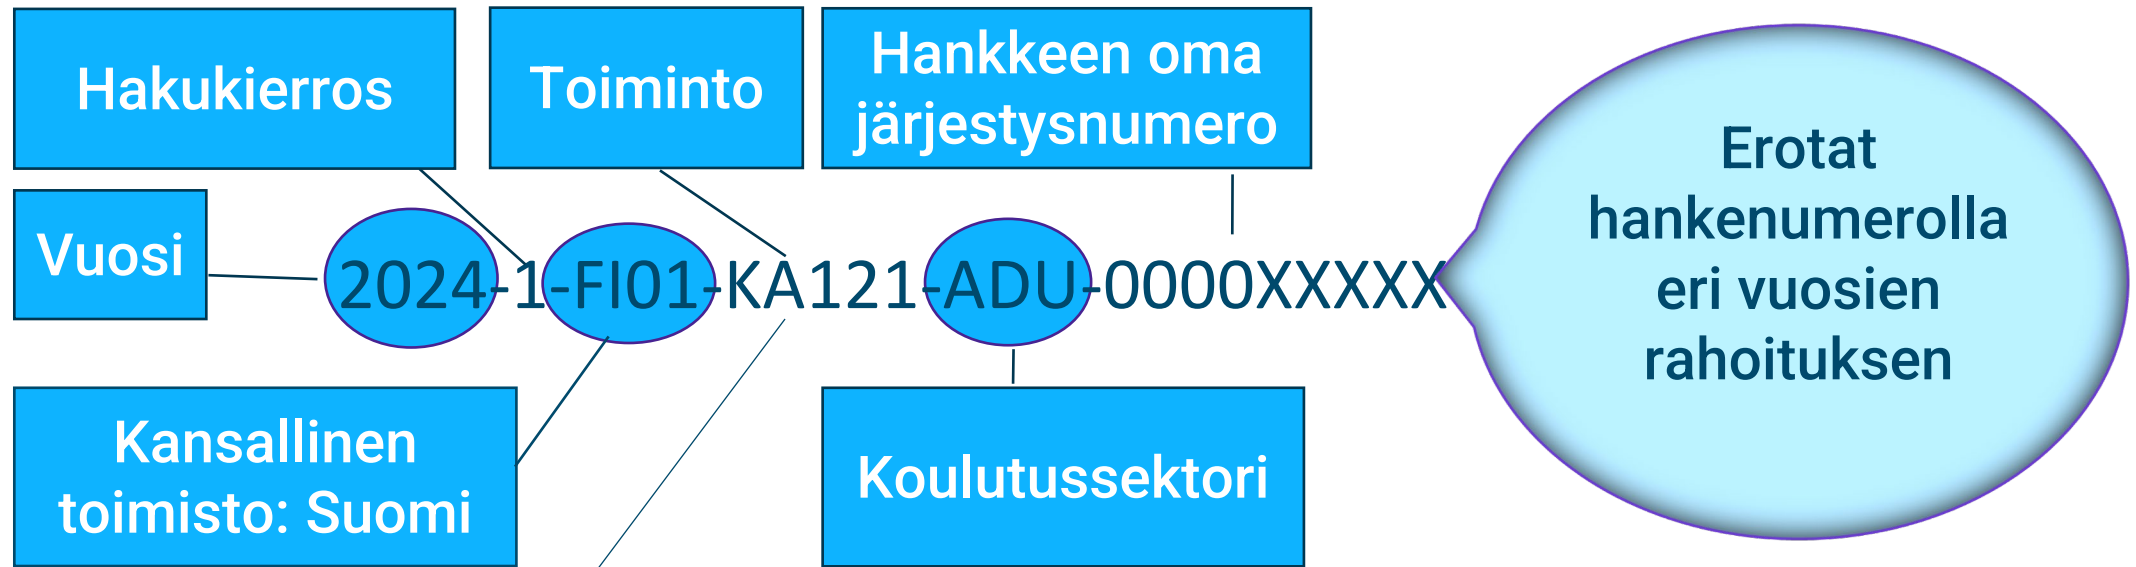 Hakukierros
Toiminto
Hankkeen oma
järjestysnumero
Vuosi
2024-1-FI01-KA121-ADU-0000XXXXX
Kansallinen
toimisto: Suomi
Koulutussektori
Erotat
hankenumerolla
eri vuosien
rahoituksen